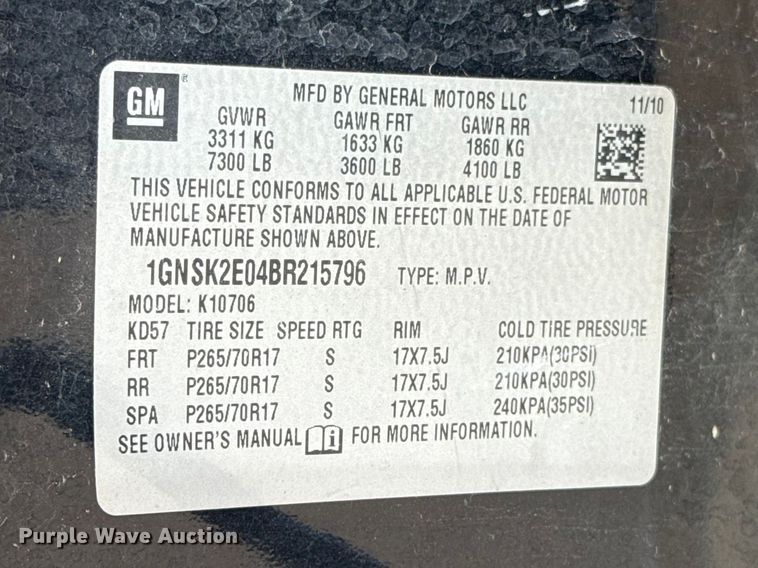 GM ®
MFD BY GENERAL MOTORS LLC 11/10
GVWR GAWR FRT GAWR RR
3311 KG 1633 KG 1860 KG
7300 LB 3600 LB 4100 LB
THIS VEHICLE CONFORMS TO ALL APPLICABLE U.S. FEDERAL MOTOR
VEHICLE SAFETY STANDARDS IN EFFECT ON THE DATE OF
MANUFACTURE SHOWN ABOVE.
1GNSK2E04BR215796 TYPE: M.P.V.
MODEL: K10706
KD57 TIRE SIZE SPEED RTG RIM COLD TIRE PRESSURE
FRT P265/70R17 S 17X7.5J 210KPA(30PSI)
RR P265/70R17 S 17X7.5J 210KPA(30PSI)
SPA P265/70R17 S 17X7.5J 240KPA(35PSI)
SEE OWNER'S MANUAL i FOR MORE INFORMATION.
Purple Wave Auction